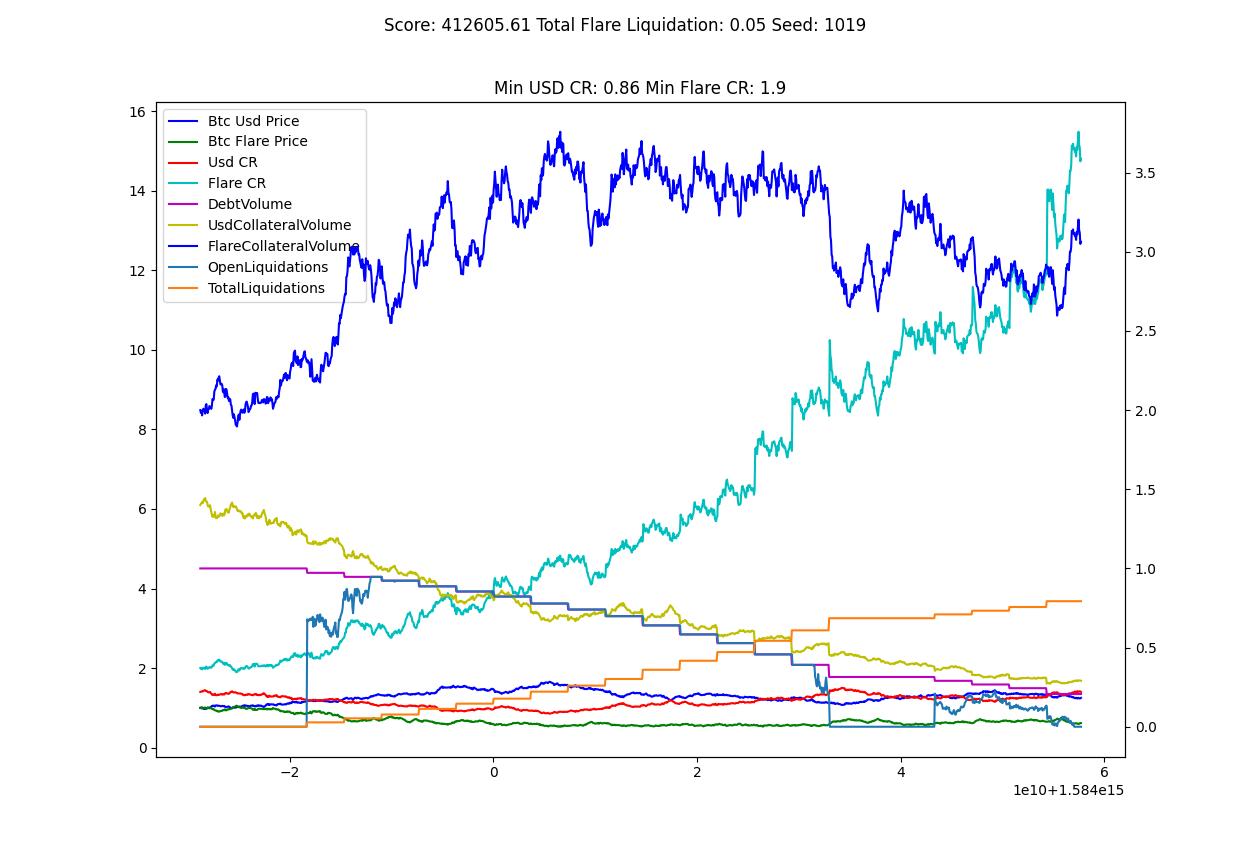 Score: 412605.61 Total Flare Liquidation: 0.05 Seed: 1019
Min USD CR: 0.86 Min Flare CR: 1.9
Btc Usd Price
Btc Flare Price
Usd CR
Flare CR
DebtVolume
UsdCollateralVolume
FlareCollateralVolume
OpenLiquidations
TotalLiquidations
16
14
12
10
8
6
4
2
0
3.5
3.0
2.5
2.0
1.5
1.0
0.5
0.0
−2
0
2
4
6
1e10+1.584e15